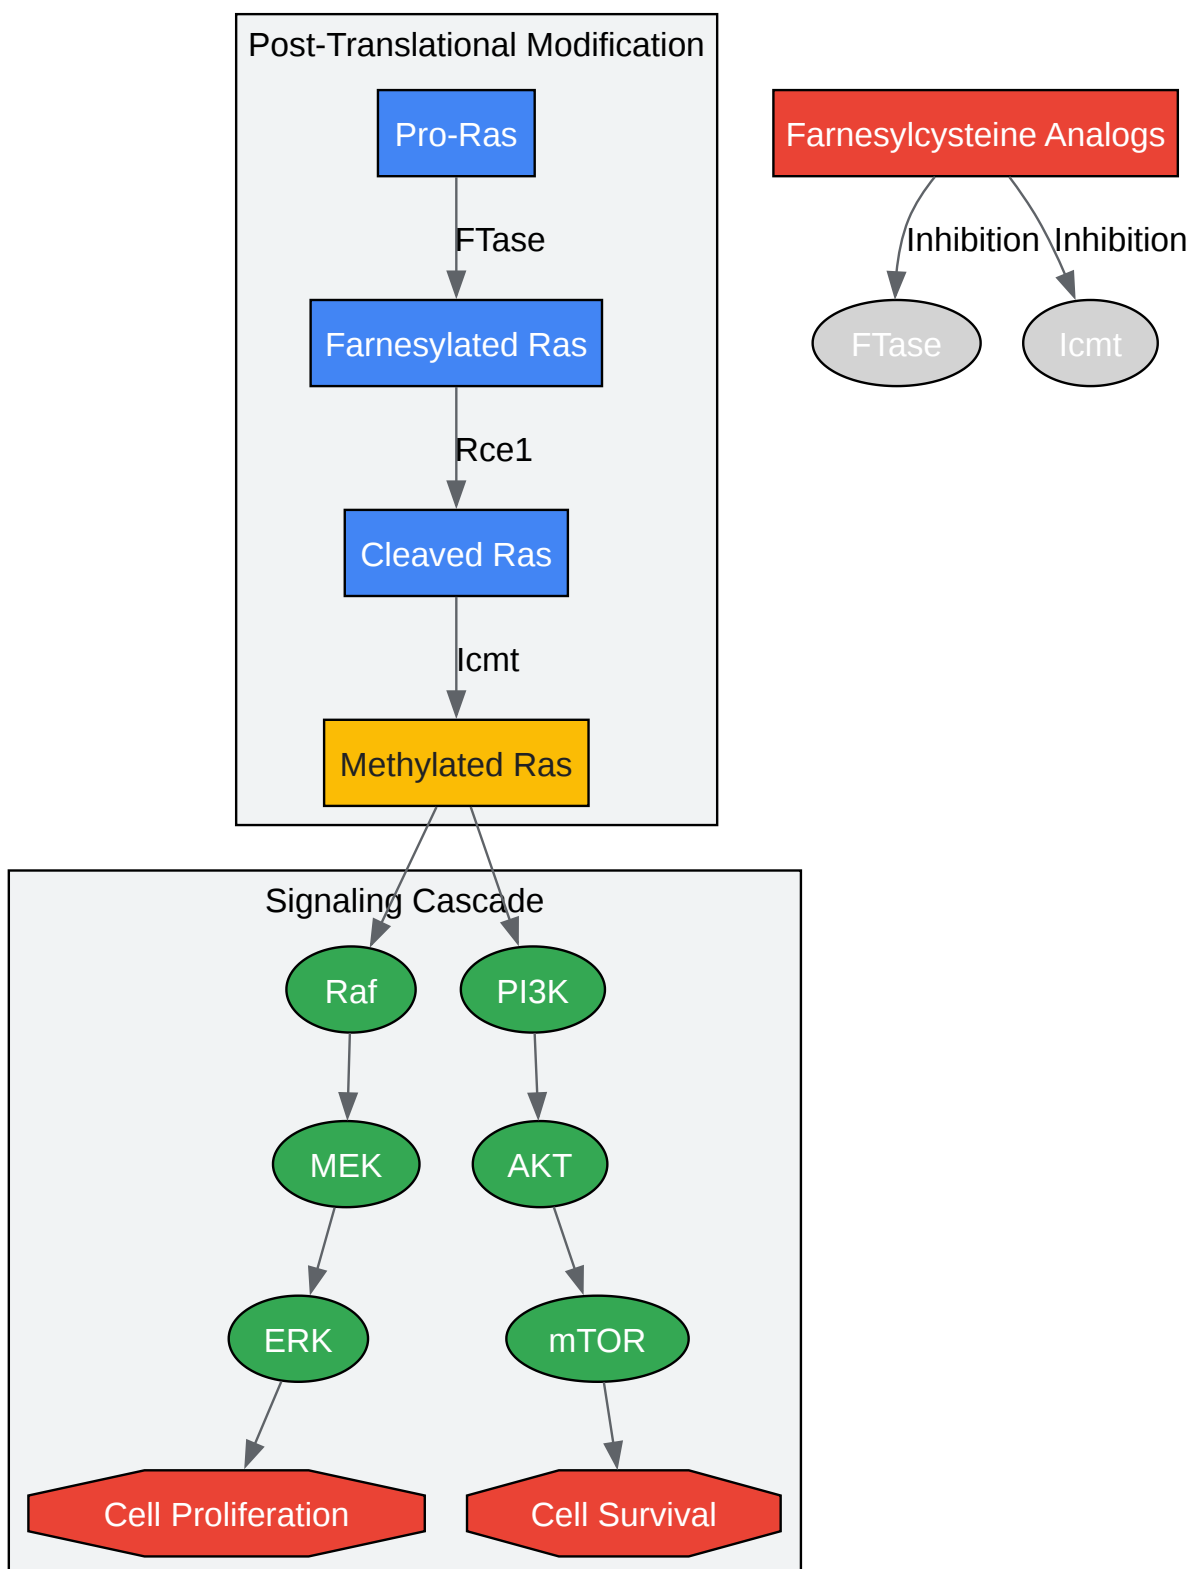 Post-Translational Modification
Pro-Ras
Farnesylcysteine Analogs
FTase
Inhibition
Inhibition
Farnesylated Ras
FTase
Icmt
Rce1
Cleaved Ras
Icmt
Methylated Ras
Signaling Cascade
Raf
PI3K
MEK
AKT
ERK
mTOR
Cell Proliferation
Cell Survival